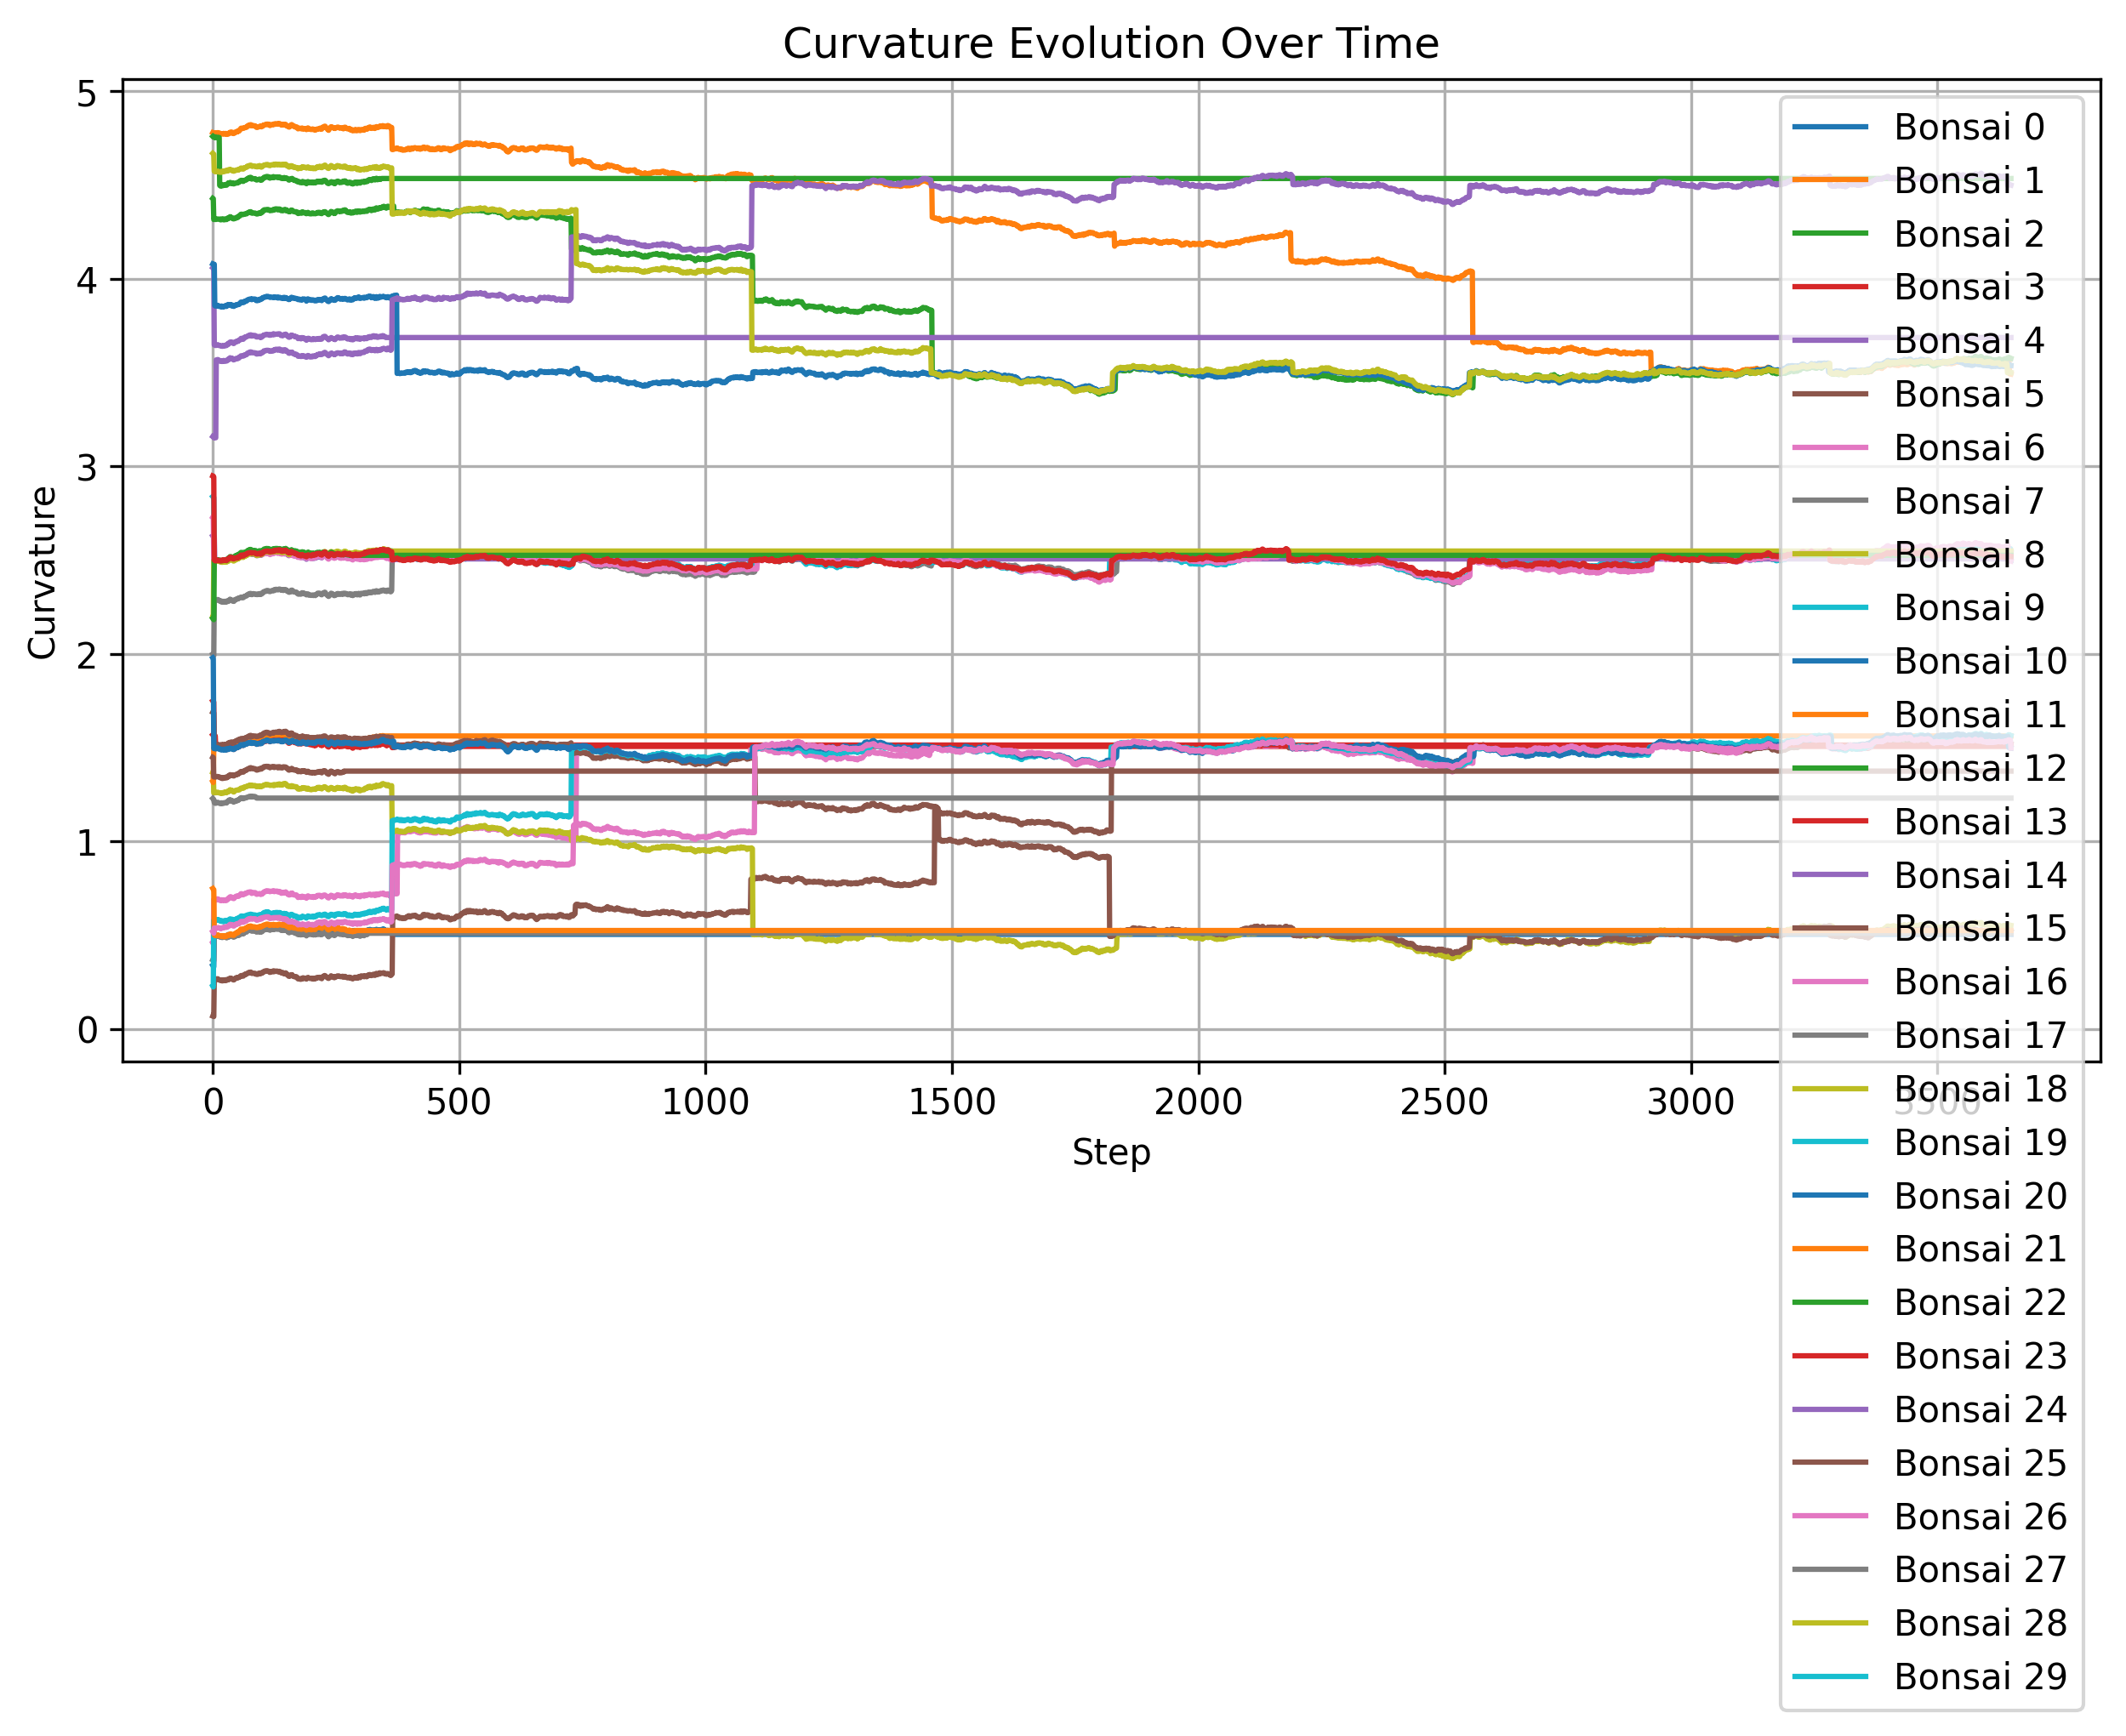 Curvature Evolution Over Time
Curvature
5
4
3
2
1
0
0 500 1000 1500 2000 2500 3000 3500
Step
Bonsai 0
Bonsai 1
Bonsai 2
Bonsai 3
Bonsai 4
Bonsai 5
Bonsai 6
Bonsai 7
Bonsai 8
Bonsai 9
Bonsai 10
Bonsai 11
Bonsai 12
Bonsai 13
Bonsai 14
Bonsai 15
Bonsai 16
Bonsai 17
Bonsai 18
Bonsai 19
Bonsai 20
Bonsai 21
Bonsai 22
Bonsai 23
Bonsai 24
Bonsai 25
Bonsai 26
Bonsai 27
Bonsai 28
Bonsai 29